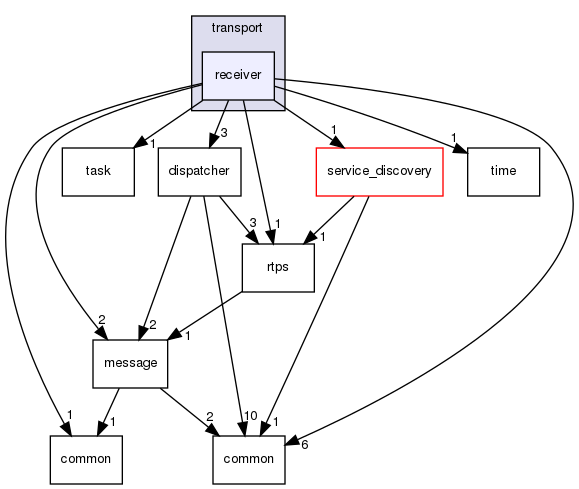 transport
receiver
1
3
1
1
task
dispatcher
service_discovery
time
3
1
1
rtps
2
2
1
message
1
1
2
10
1
6
common
common